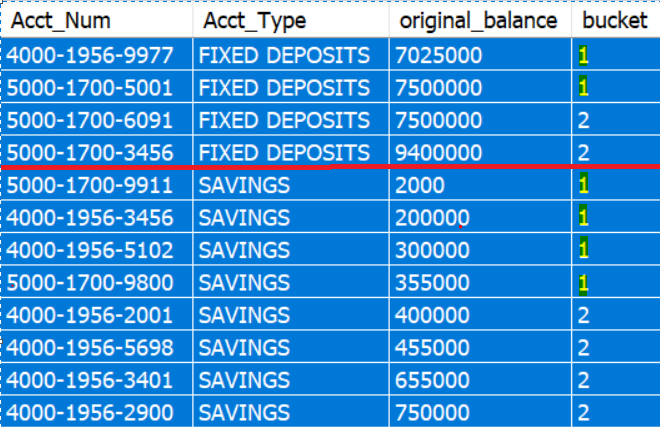 Acct_Num Acct_Type original_balance bucket
4000-1956-9977 FIXED DEPOSITS 7025000 1
5000-1700-5001 FIXED DEPOSITS 7500000 1
5000-1700-6091 FIXED DEPOSITS 7500000 2
5000-1700-3456 FIXED DEPOSITS 9400000 2
5000-1700-9911 SAVINGS 2000 1
4000-1956-3456 SAVINGS 200000 1
4000-1956-5102 SAVINGS 300000 1
5000-1700-9800 SAVINGS 355000 1
4000-1956-2001 SAVINGS 400000 2
4000-1956-5698 SAVINGS 455000 2
4000-1956-3401 SAVINGS 655000 2
4000-1956-2900 SAVINGS 750000 2